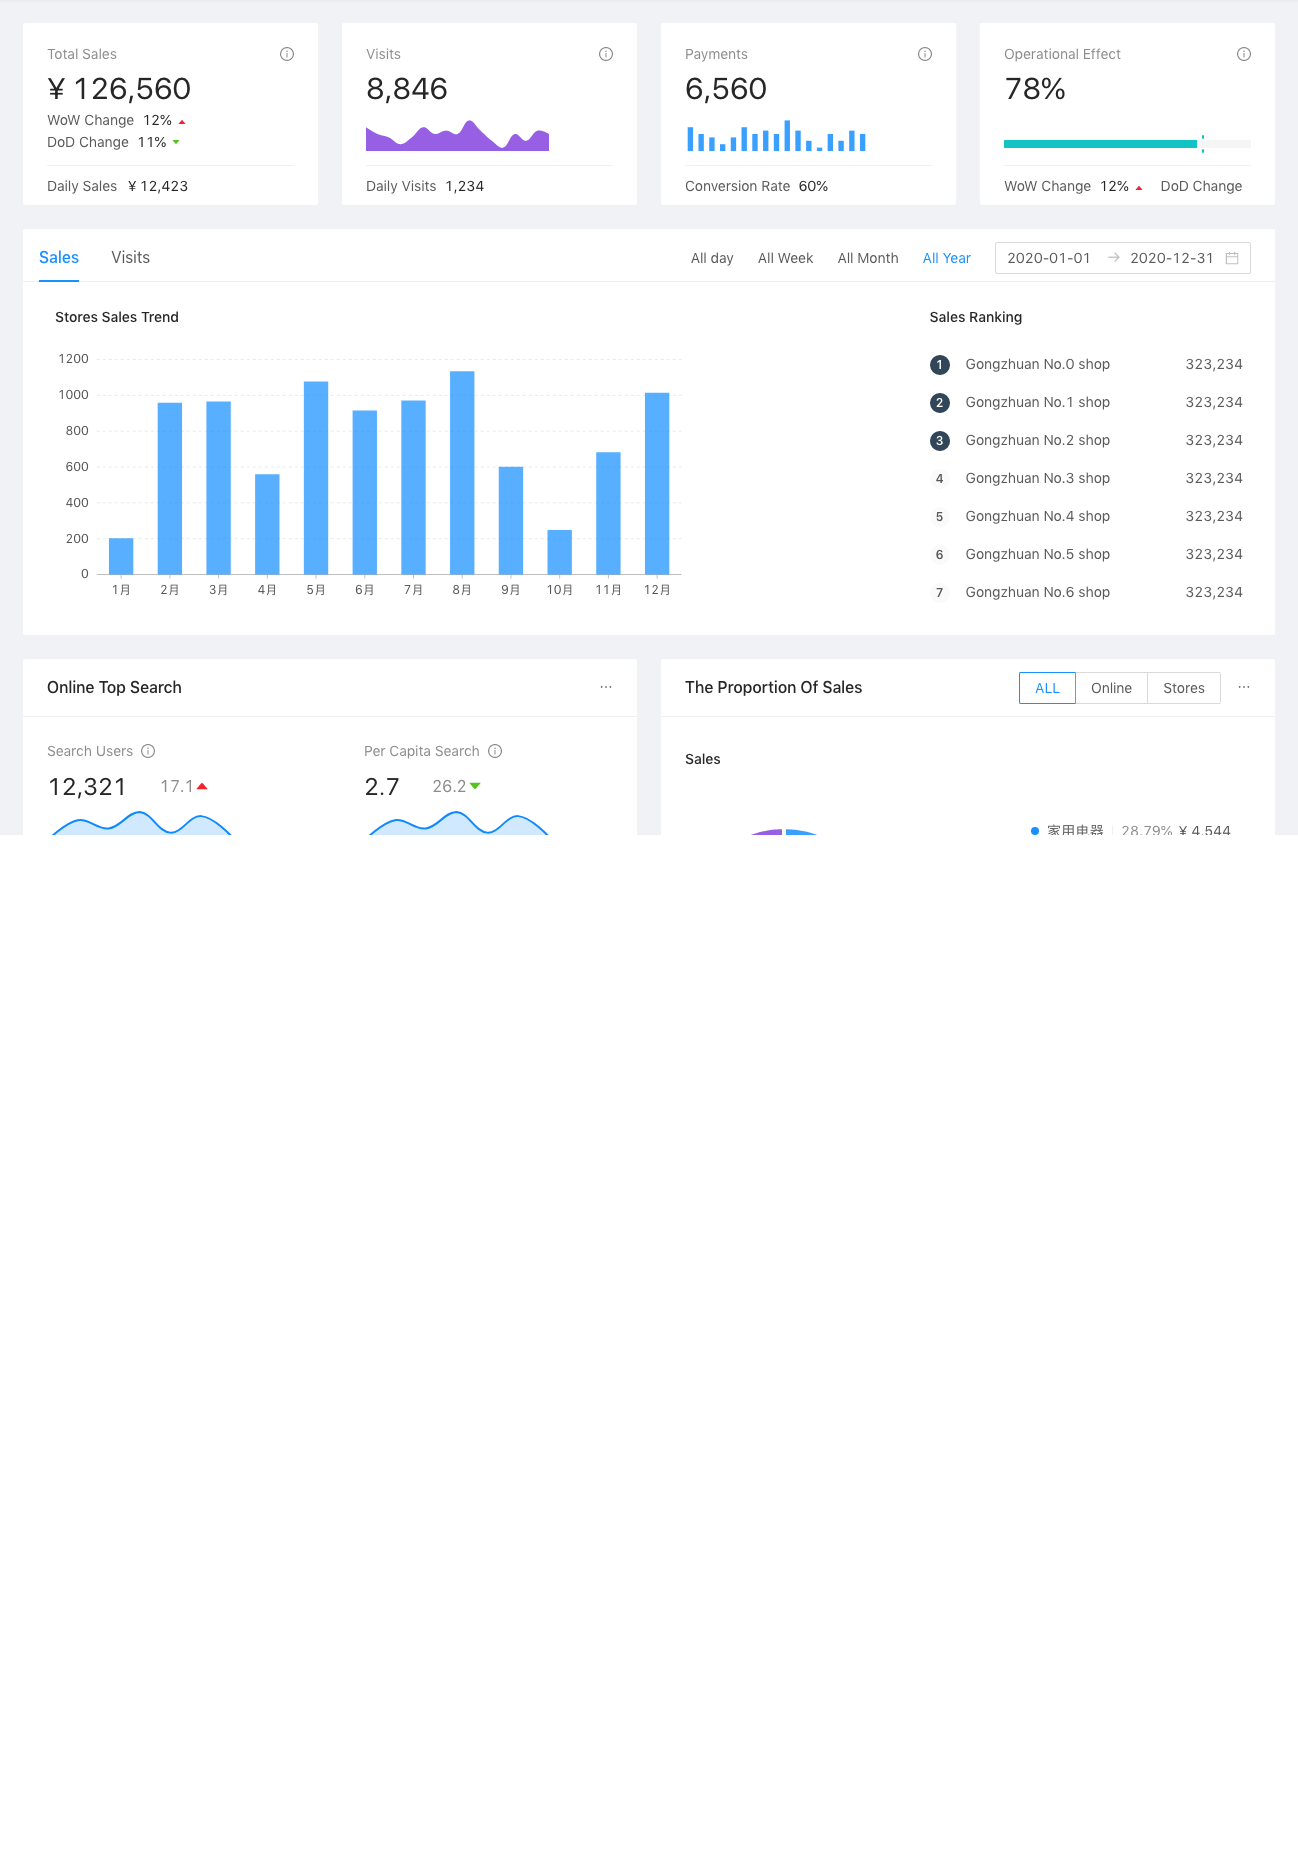 Total Sales
¥ 126,560
WoW Change 12%
DoD Change 11%
Daily Sales ¥ 12,423
Visits
8,846
Daily Visits 1,234
Payments
6,560
Conversion Rate 60%
Operational Effect
78%
WoW Change 12% DoD Change
Sales Visits All day All Week All Month All Year 2020-01-01 2020-12-31
Stores Sales Trend
1200
1000
800
600
400
200
0
1月 2月 3月 4月 5月 6月 7月 8月 9月 10月 11月 12月
Sales Ranking
1 Gongzhuan No.0 shop 323,234
2 Gongzhuan No.1 shop 323,234
3 Gongzhuan No.2 shop 323,234
4 Gongzhuan No.3 shop 323,234
5 Gongzhuan No.4 shop 323,234
6 Gongzhuan No.5 shop 323,234
7 Gongzhuan No.6 shop 323,234
Online Top Search
Search Users
12,321 17.1
Per Capita Search
2.7 26.2
The Proportion Of Sales ALL Online Stores
Sales
家用电器 28.79% ¥ 4,544